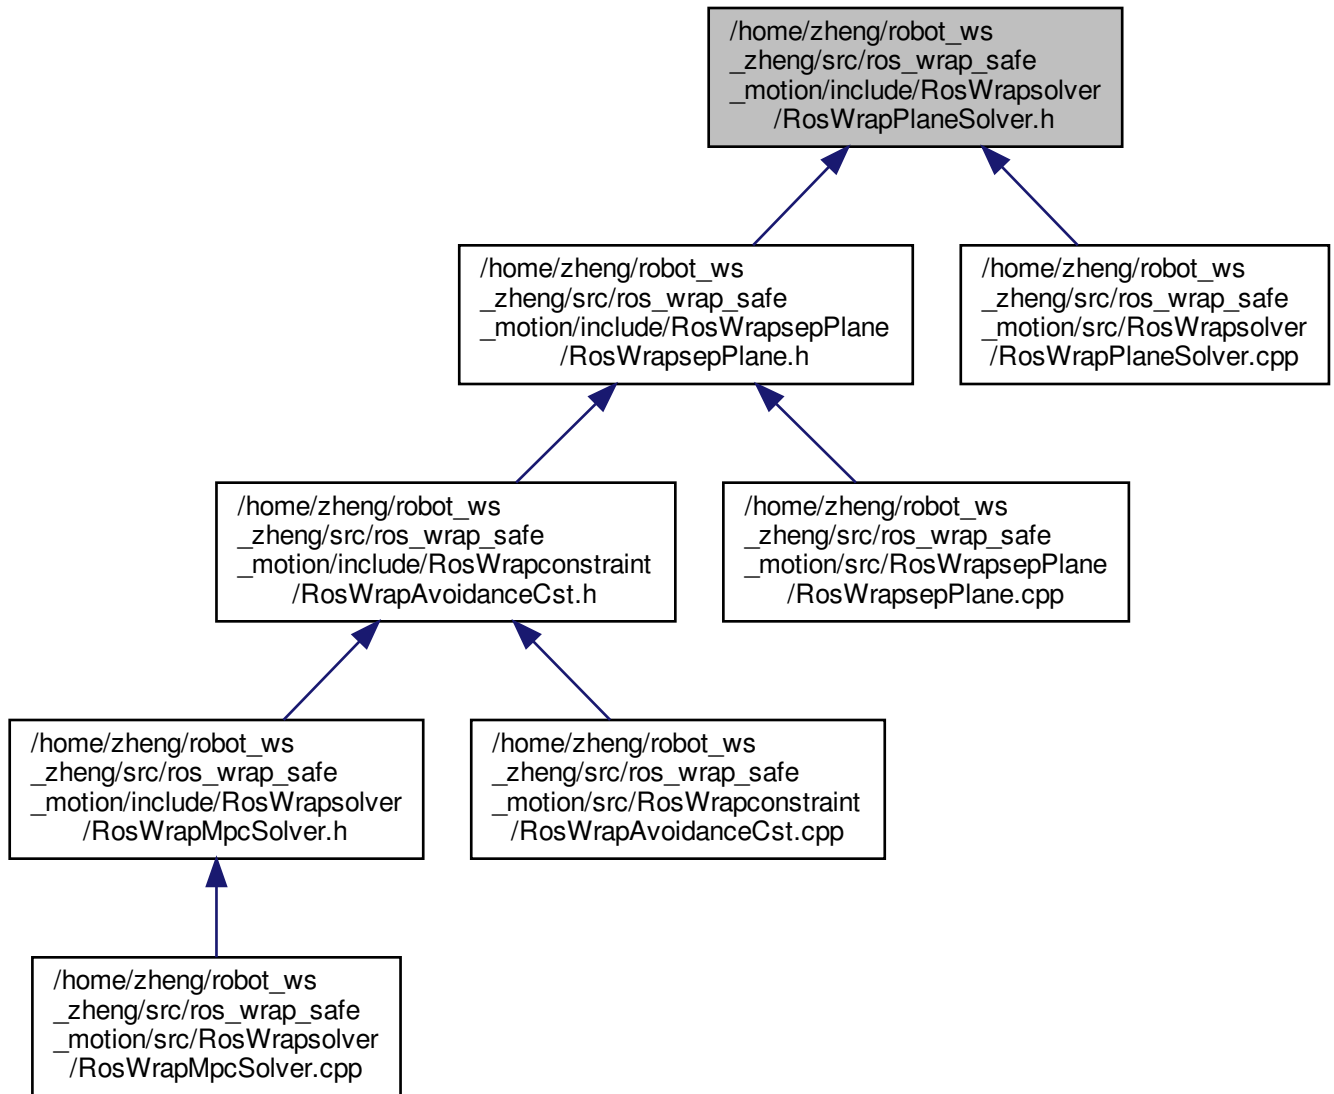 /home/zheng/robot_ws
_zheng/src/ros_wrap_safe
_motion/include/RosWrapsolver
/RosWrapPlaneSolver.h
/home/zheng/robot_ws
_zheng/src/ros_wrap_safe
_motion/include/RosWrapsepPlane
/RosWrapsepPlane.h
/home/zheng/robot_ws
_zheng/src/ros_wrap_safe
_motion/src/RosWrapsolver
/RosWrapPlaneSolver.cpp
/home/zheng/robot_ws
_zheng/src/ros_wrap_safe
_motion/include/RosWrapconstraint
/RosWrapAvoidanceCst.h
/home/zheng/robot_ws
_zheng/src/ros_wrap_safe
_motion/src/RosWrapsepPlane
/RosWrapsepPlane.cpp
/home/zheng/robot_ws
_zheng/src/ros_wrap_safe
_motion/include/RosWrapsolver
/RosWrapMpcSolver.h
/home/zheng/robot_ws
_zheng/src/ros_wrap_safe
_motion/src/RosWrapconstraint
/RosWrapAvoidanceCst.cpp
/home/zheng/robot_ws
_zheng/src/ros_wrap_safe
_motion/src/RosWrapsolver
/RosWrapMpcSolver.cpp